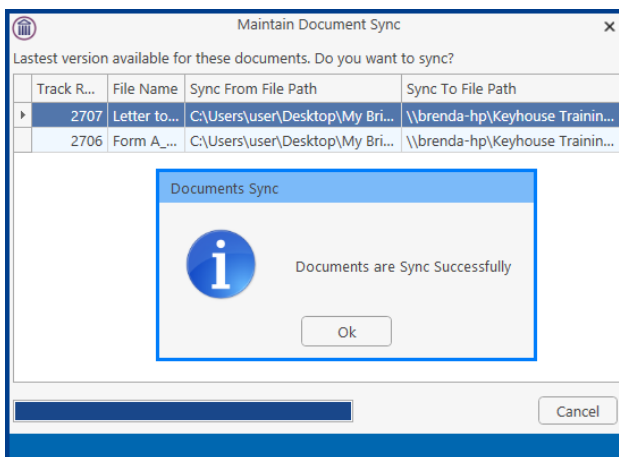 Maintain Document Sync
Lastest version available for these documents. Do you want to sync?
Track R... File Name Sync From File Path Sync To File Path
2707 Letter to... C:\Users\user\Desktop\My Bri... \\brenda-hp\Keyhouse Trainin...
2706 Form A_... C:\Users\user\Desktop\My Bri... \\brenda-hp\Keyhouse Trainin...
Documents Sync
Documents are Sync Successfully
Ok
Cancel